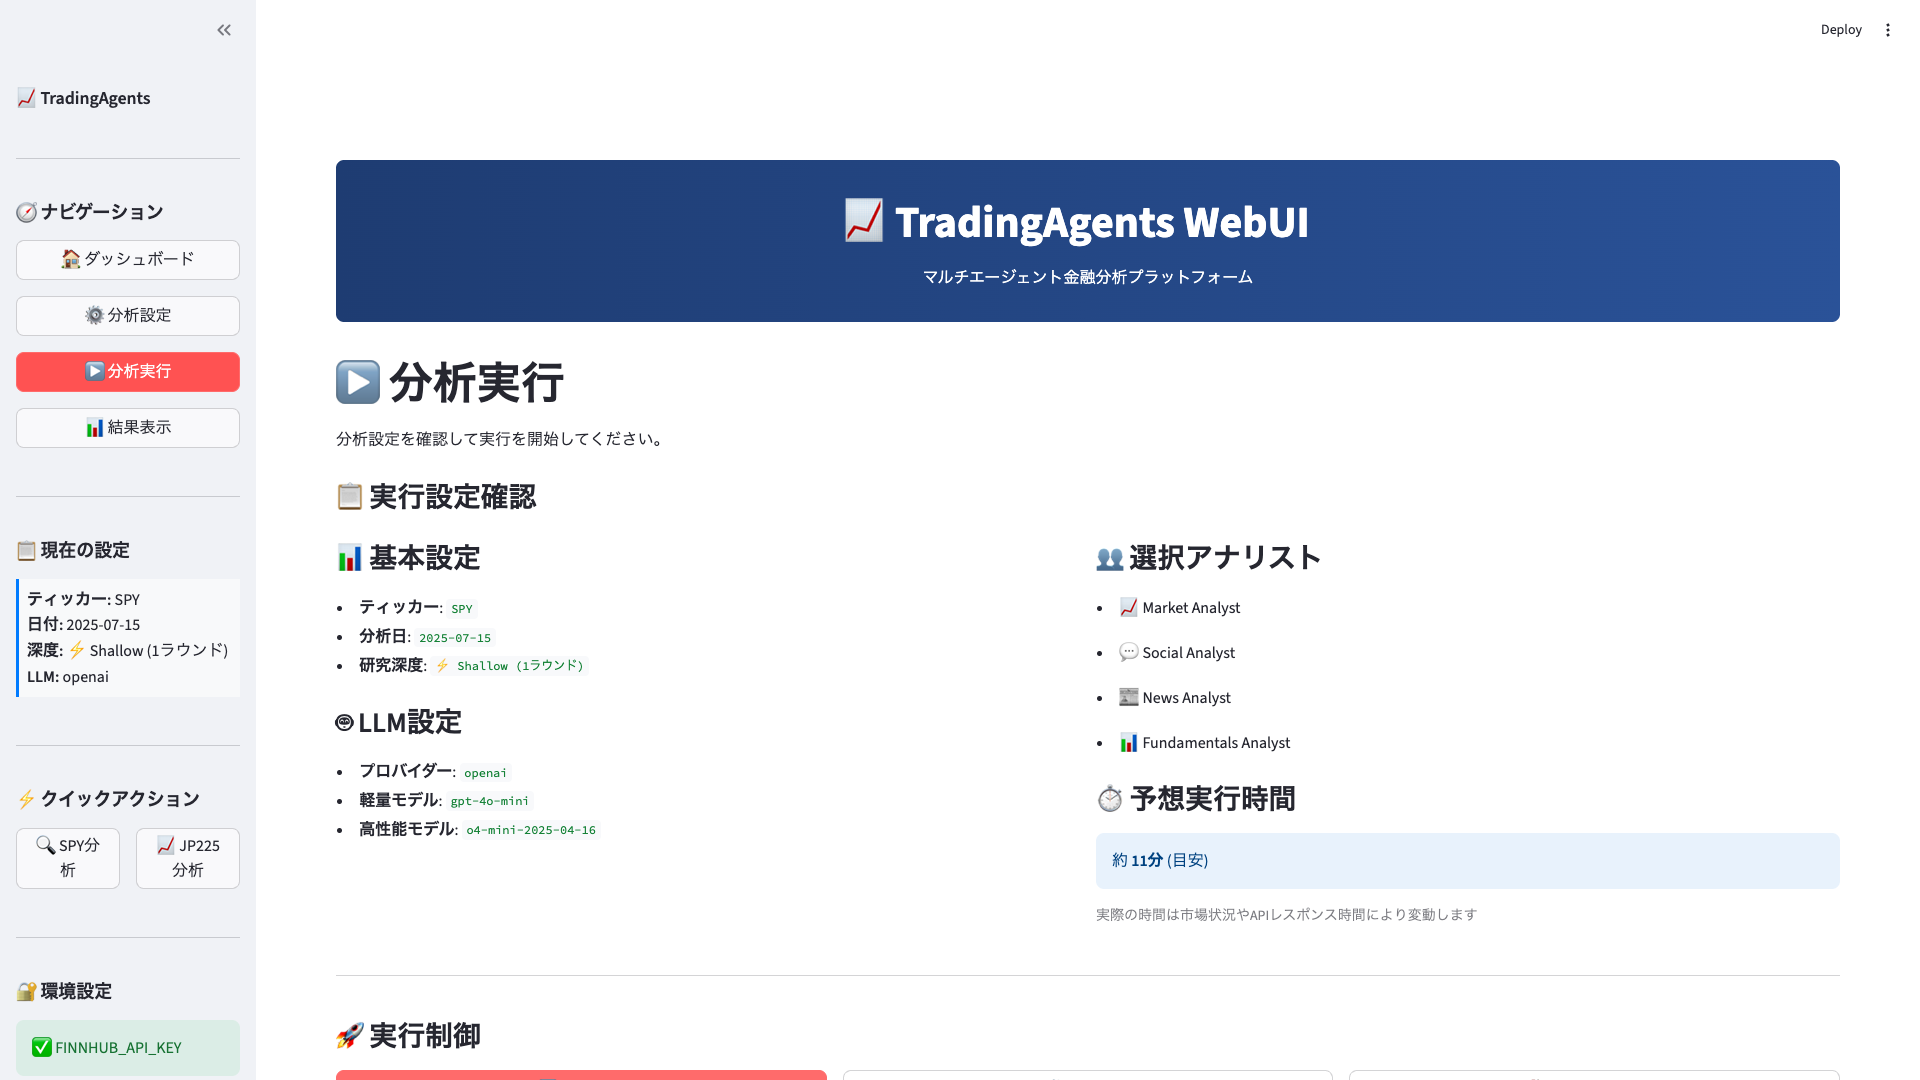 Deploy
TradingAgents
ナビゲーション
ダッシュボード
分析設定
分析実行
結果表示
現在の設定
ティッカー: SPY
日付: 2025-07-15
深度: ⚡ Shallow (1ラウンド)
LLM: openai
クイックアクション
SPY分
析
JP225
分析
環境設定
FINNHUB_API_KEY
TradingAgents WebUI
マルチエージェント金融分析プラットフォーム
分析実行
分析設定を確認して実行を開始してください。
実行設定確認
基本設定
ティッカー: SPY
分析日: 2025-07-15
研究深度: ⚡ Shallow (1ラウンド)
LLM設定
プロバイダー: openai
軽量モデル: gpt-4o-mini
高性能モデル: o4-mini-2025-04-16
選択アナリスト
Market Analyst
Social Analyst
News Analyst
Fundamentals Analyst
予想実行時間
約 11分 (目安)
実際の時間は市場状況やAPIレスポンス時間により変動します
実行制御